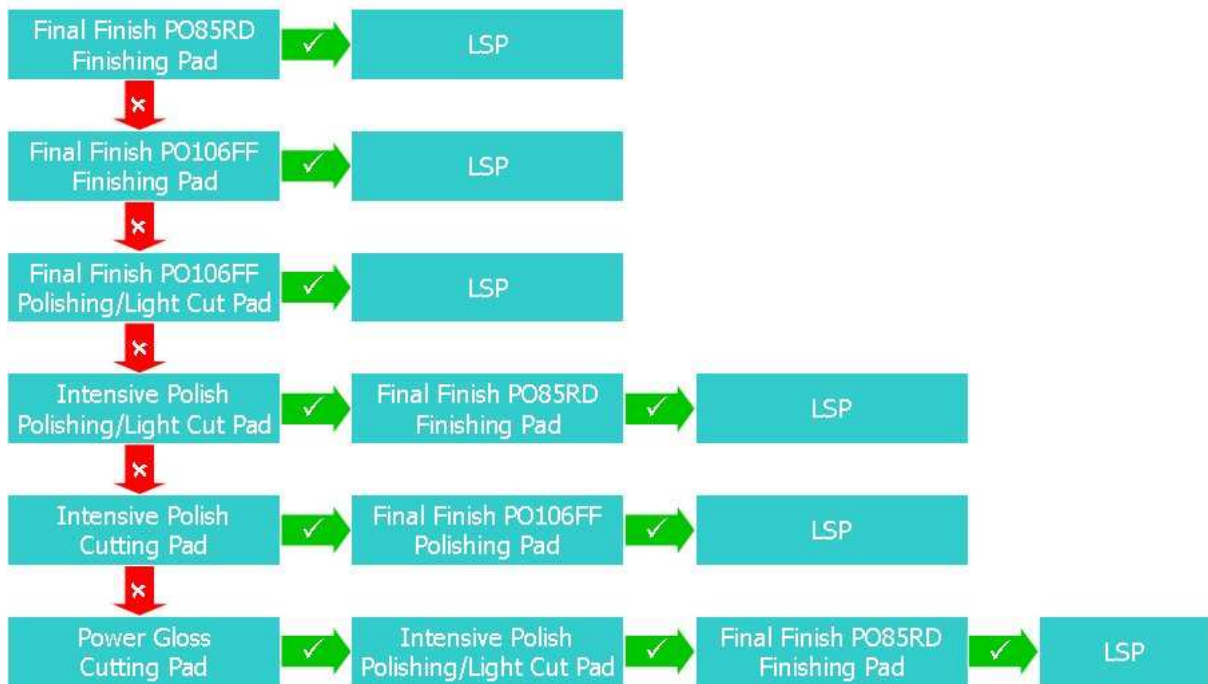 Final Finish PO85RD
Finishing Pad
LSP
Final Finish PO106FF
Finishing Pad
LSP
Final Finish PO106FF
Polishing/Light Cut Pad
LSP
Intensive Polish
Polishing/Light Cut Pad
Final Finish PO85RD
Finishing Pad
LSP
Intensive Polish
Cutting Pad
Final Finish PO106FF
Polishing Pad
LSP
Power Gloss
Cutting Pad
Intensive Polish
Polishing/Light Cut Pad
Final Finish PO85RD
Finishing Pad
LSP